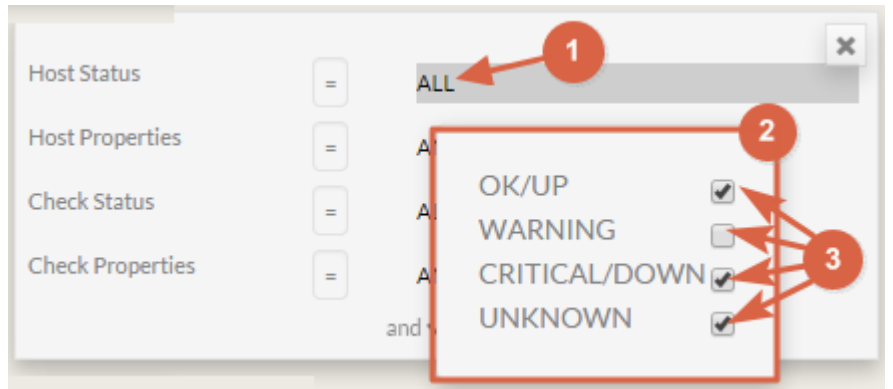 1
Host Status = ALL
Host Properties =
2
OK/UP
Check Status =
WARNING
3
Check Properties =
CRITICAL/DOWN
and
UNKNOWN